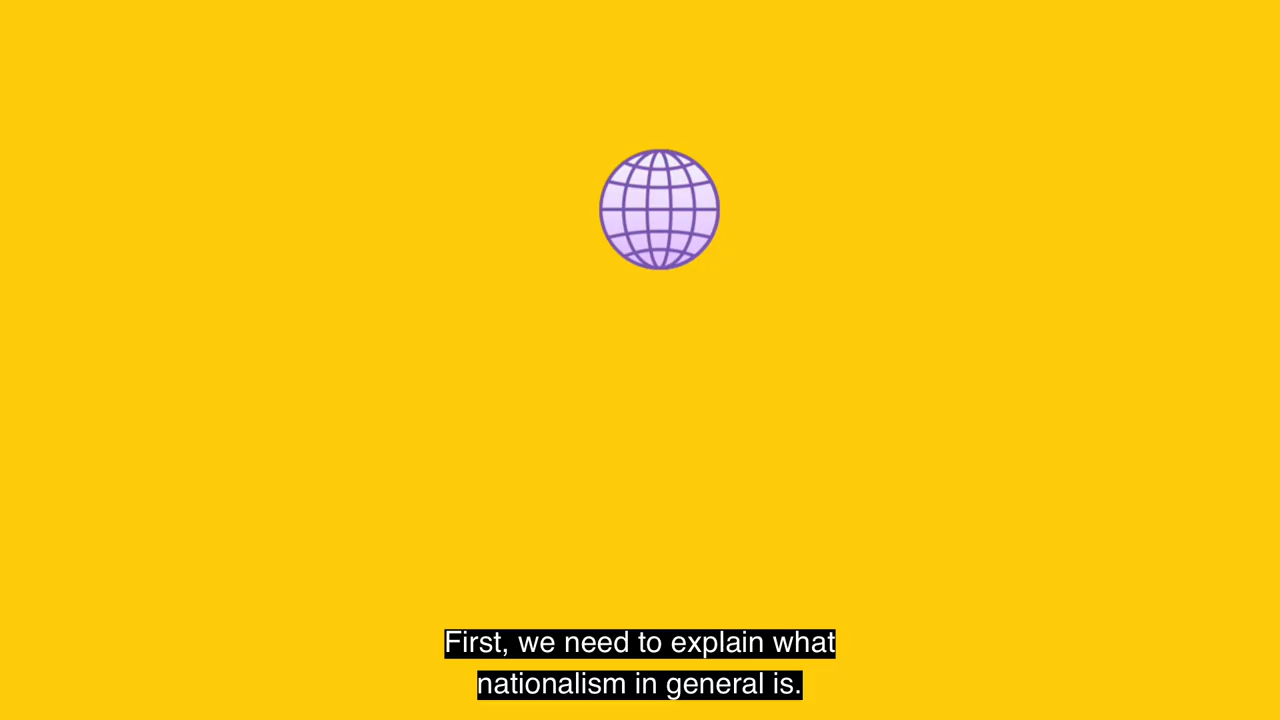 First, we need to explain what
nationalism in general is.